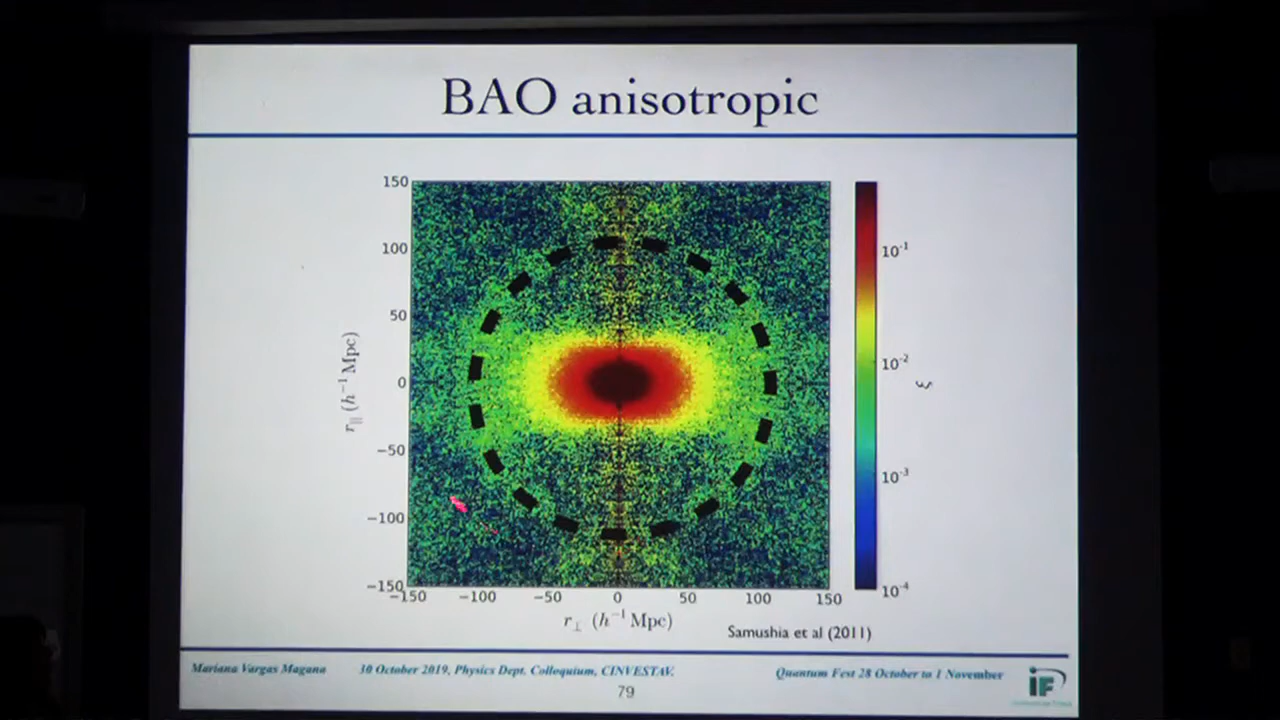 BAO anisotropic
150
100
50
0
−50
−100
−150
r∥ (h−1 Mpc)
−150 −100 −50 0 50 100 150
r⊥ (h−1 Mpc)
10-1
10-2
10-3
10-4
ξ
Samushia et al (2011)
Mariana Vargas Magana 30 October 2019, Physics Dept. Colloquium, CINVESTAV. Quantum Fest 28 October to 1 November
79
iF